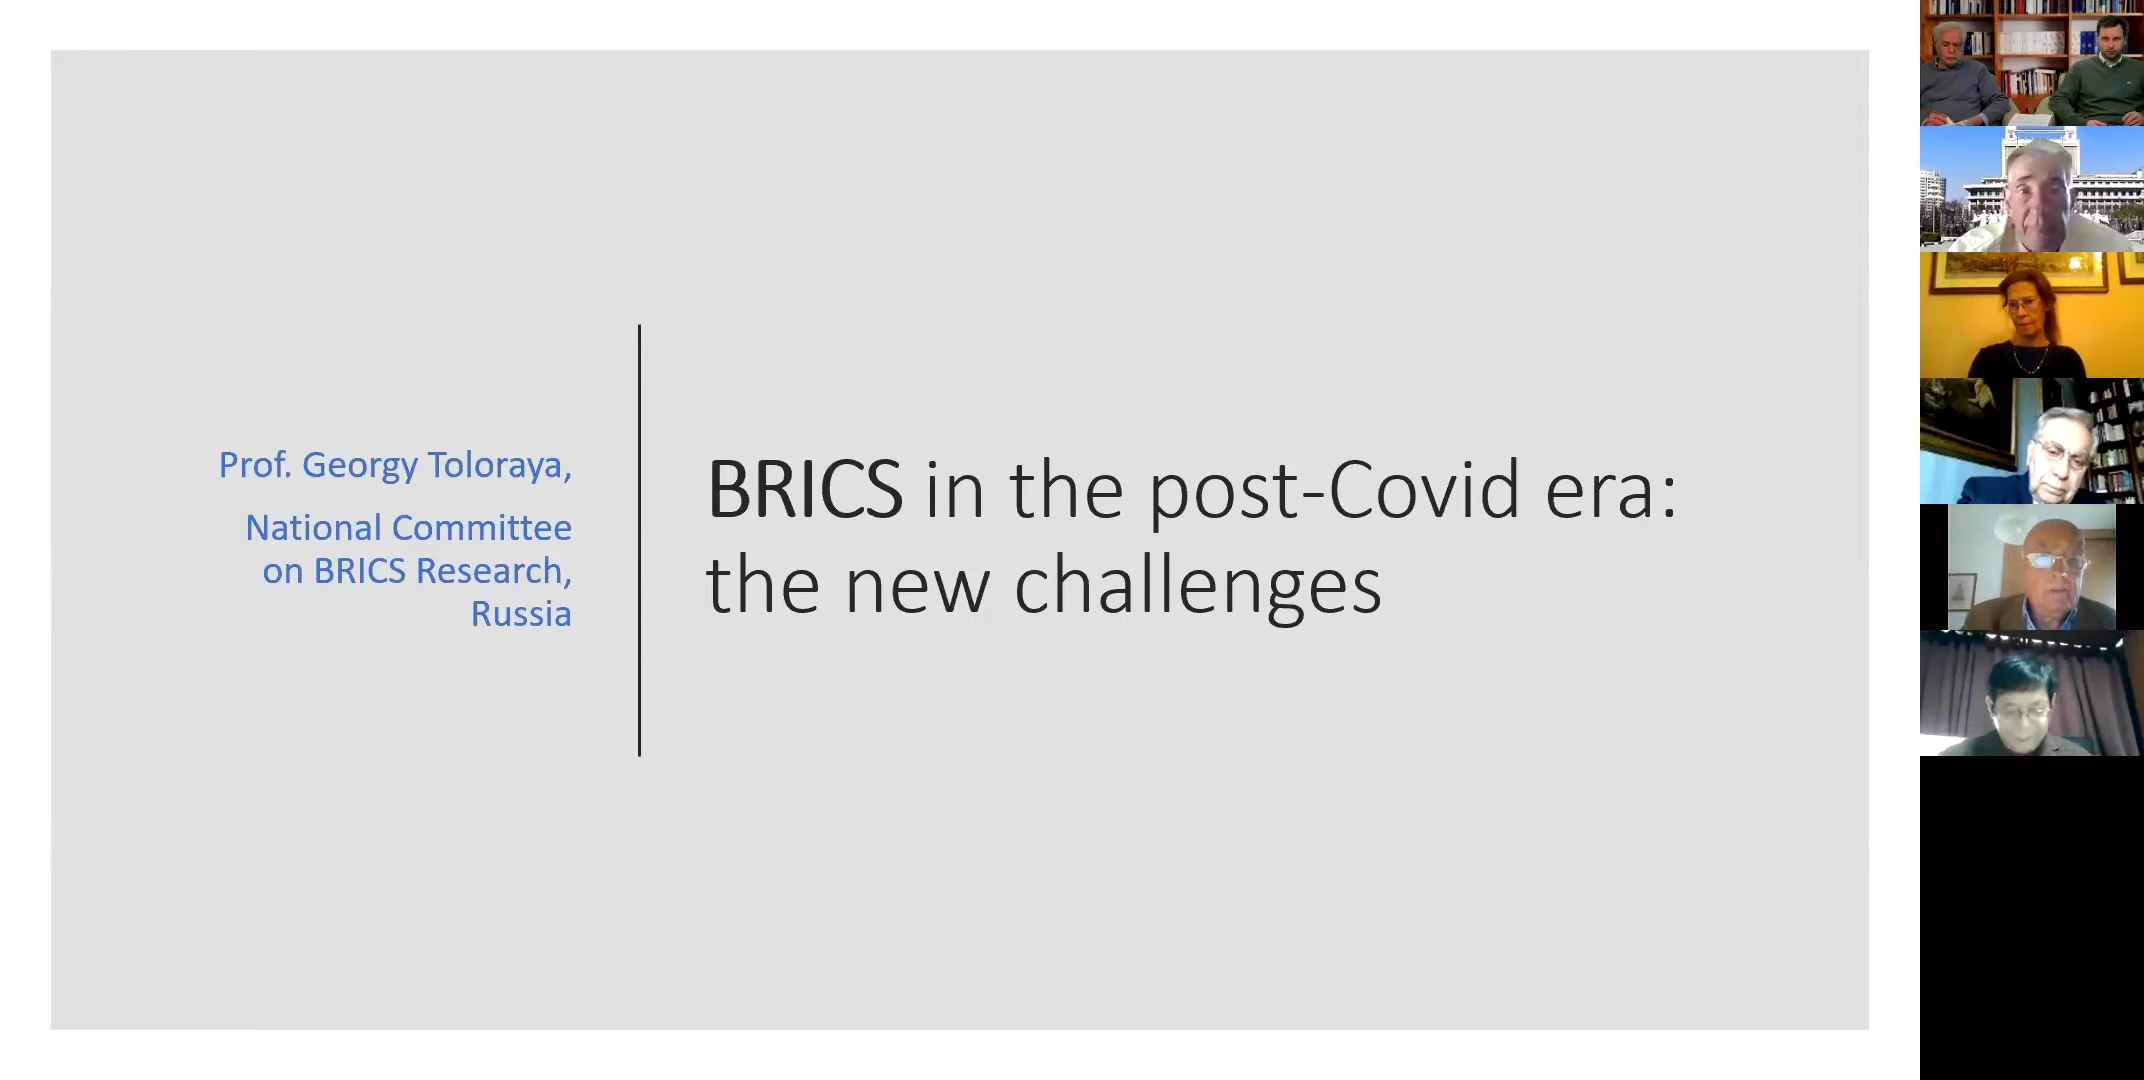 Prof. Georgy Toloraya,
National Committee
on BRICS Research,
Russia
BRICS in the post-Covid era:
the new challenges